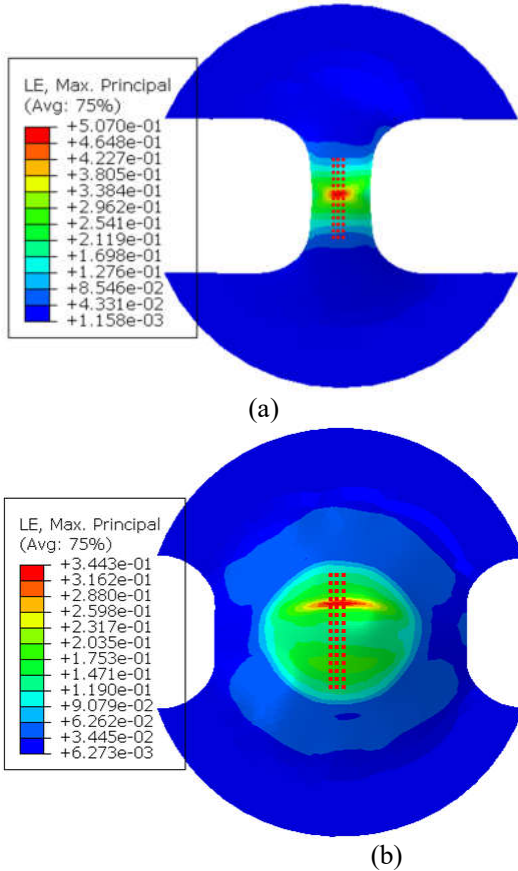 LE, Max. Principal
(Avg: 75%)
+5.070e-01
+4.648e-01
+4.227e-01
+3.805e-01
+3.384e-01
+2.962e-01
+2.541e-01
+2.119e-01
+1.698e-01
+1.276e-01
+8.546e-02
+4.331e-02
+1.158e-03
(a)
LE, Max. Principal
(Avg: 75%)
+3.443e-01
+3.162e-01
+2.880e-01
+2.598e-01
+2.317e-01
+2.035e-01
+1.753e-01
+1.471e-01
+1.190e-01
+9.079e-02
+6.262e-02
+3.445e-02
+6.273e-03
(b)